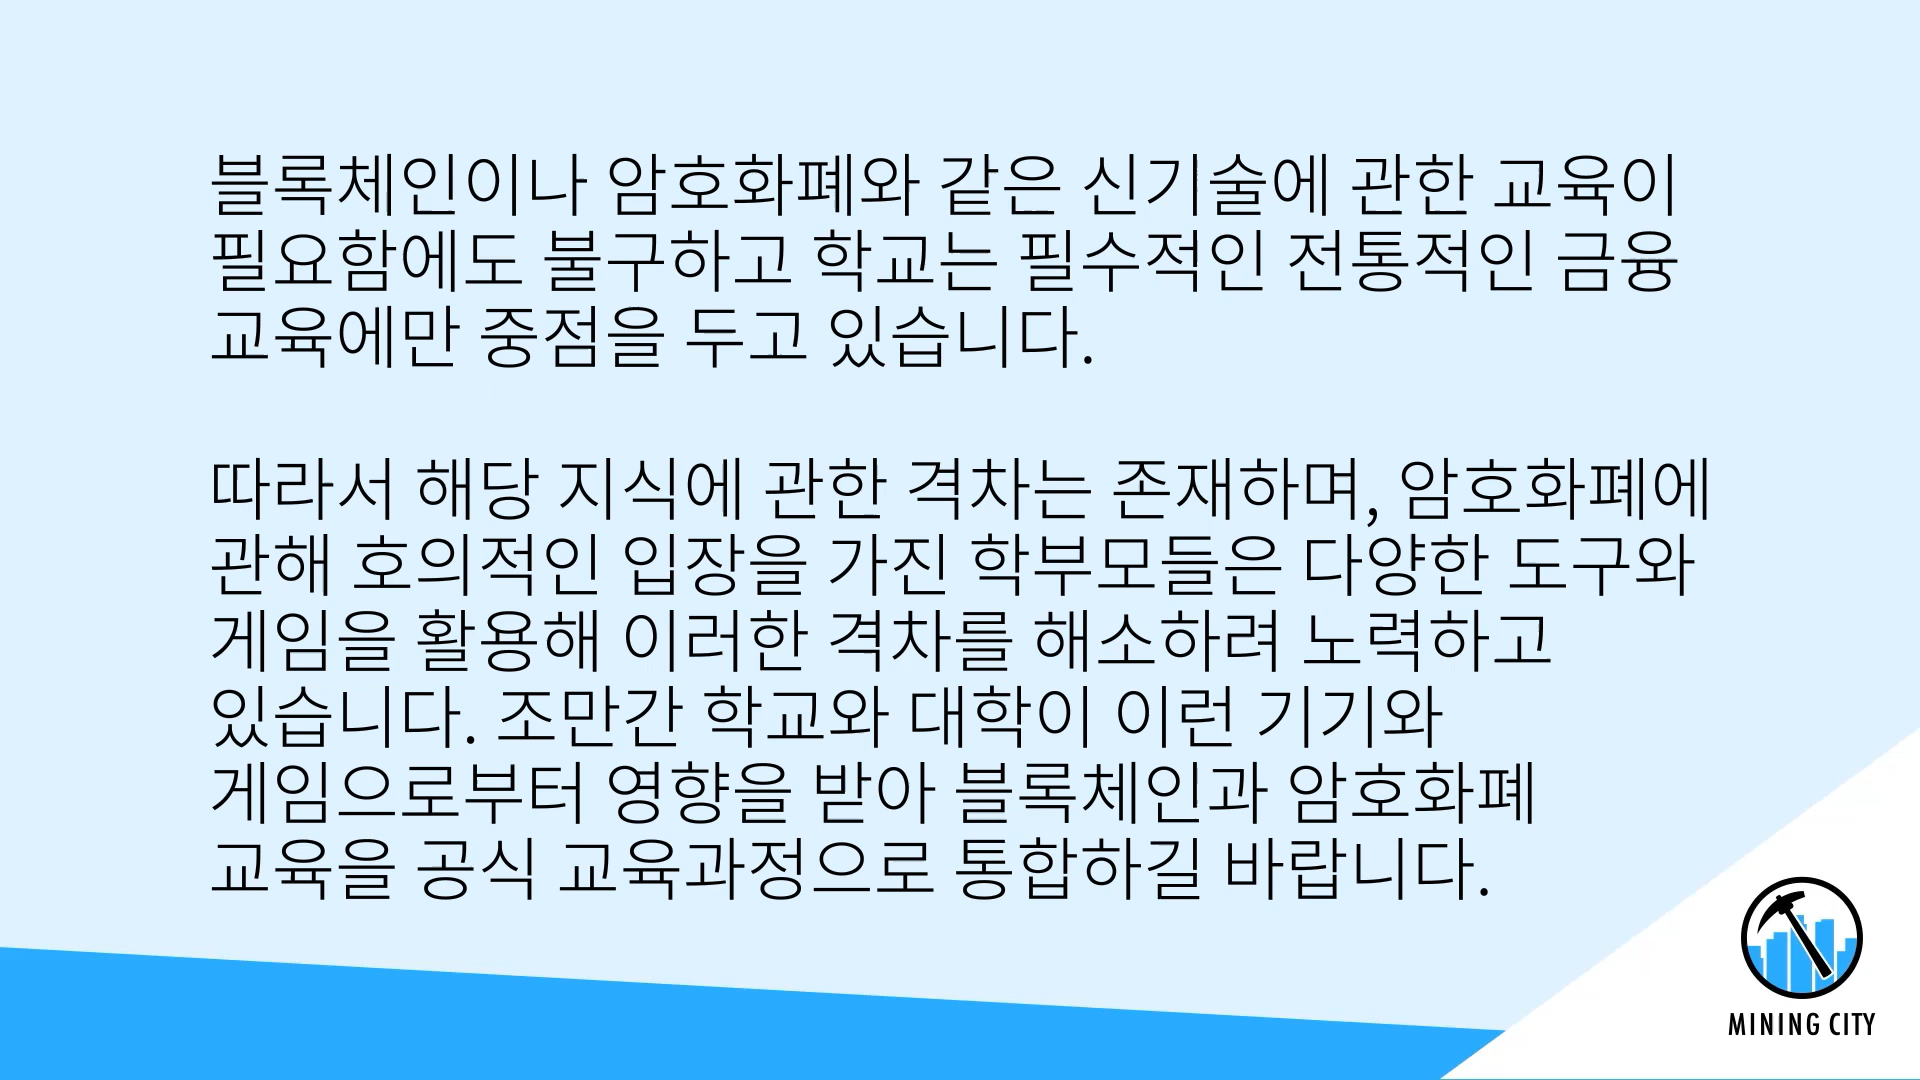 블록체인이나 암호화폐와 같은 신기술에 관한 교육이
필요함에도 불구하고 학교는 필수적인 전통적인 금융
교육에만 중점을 두고 있습니다.
따라서 해당 지식에 관한 격차는 존재하며, 암호화폐에
관해 호의적인 입장을 가진 학부모들은 다양한 도구와
게임을 활용해 이러한 격차를 해소하려 노력하고
있습니다. 조만간 학교와 대학이 이런 기기와
게임으로부터 영향을 받아 블록체인과 암호화폐
교육을 공식 교육과정으로 통합하길 바랍니다.
MINING CITY